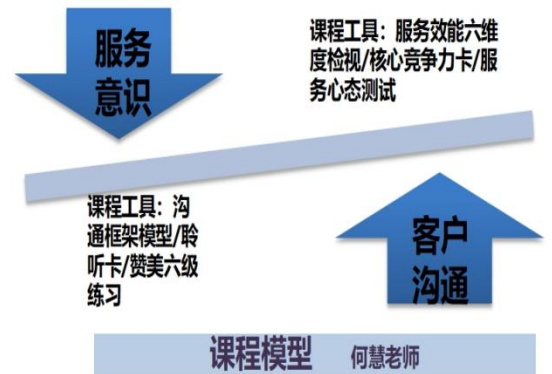 服务
意识
课程工具：服务效能六维
度检视/核心竞争力卡/服
务心态测试
课程工具：沟
通框架模型/聆
听卡/赞美六级
练习
客户
沟通
课程模型 何慧老师